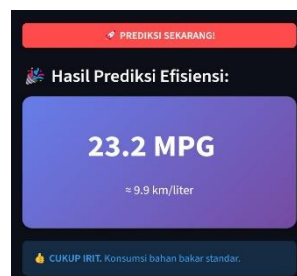 🚀 PREDIKSI SEKARANG!
🎉 Hasil Prediksi Efisiensi:
23.2 MPG
≈ 9.9 km/liter
👍 CUKUP IRIT. Konsumsi bahan bakar standar.